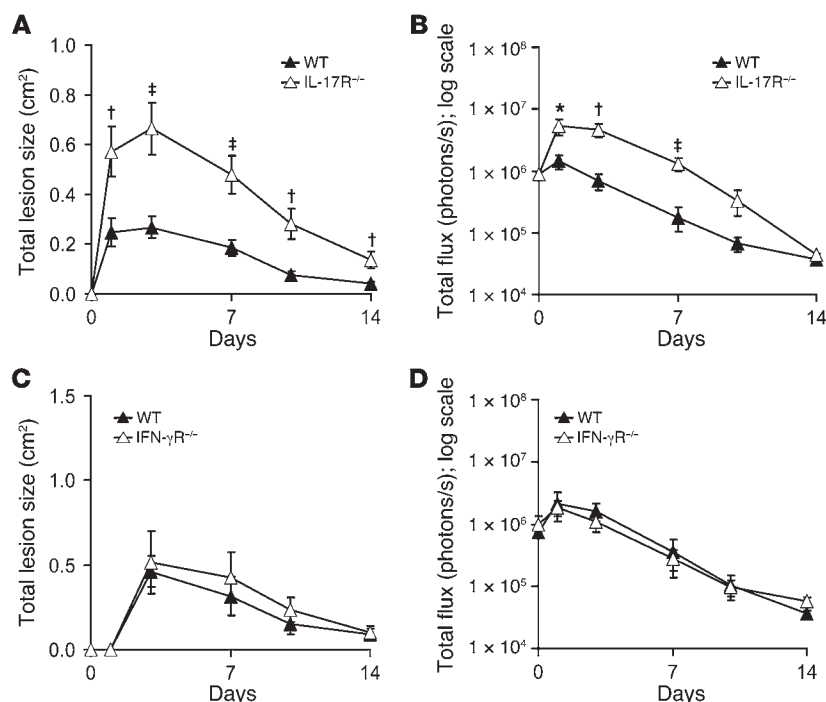 A
Total lesion size (cm²)
1.0
0.8
0.6
0.4
0.2
0.0
WT
IL-17R⁻/⁻
†
‡
‡
†
†
0
7
14
Days
B
Total flux (photons/s); log scale
1 × 10⁸
1 × 10⁷
1 × 10⁶
1 × 10⁵
1 × 10⁴
WT
IL-17R⁻/⁻
*
†
‡
0
7
14
Days
C
Total lesion size (cm²)
1.5
1.0
0.5
0.0
WT
IFN-γR⁻/⁻
0
7
14
Days
D
Total flux (photons/s); log scale
1 × 10⁸
1 × 10⁷
1 × 10⁶
1 × 10⁵
1 × 10⁴
WT
IFN-γR⁻/⁻
0
7
14
Days